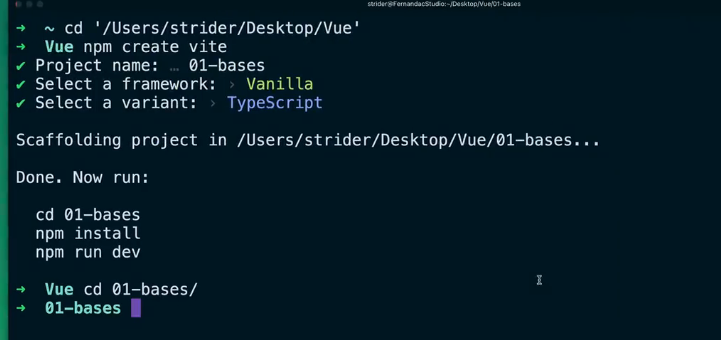 strider@FernandacStudio:~/Desktop/Vue/01-bases
➜ ~ cd '/Users/strider/Desktop/Vue'
➜ Vue npm create vite
✔ Project name: … 01-bases
✔ Select a framework: › Vanilla
✔ Select a variant: › TypeScript
Scaffolding project in /Users/strider/Desktop/Vue/01-bases...
Done. Now run:
cd 01-bases
npm install
npm run dev
➜ Vue cd 01-bases/
➜ 01-bases